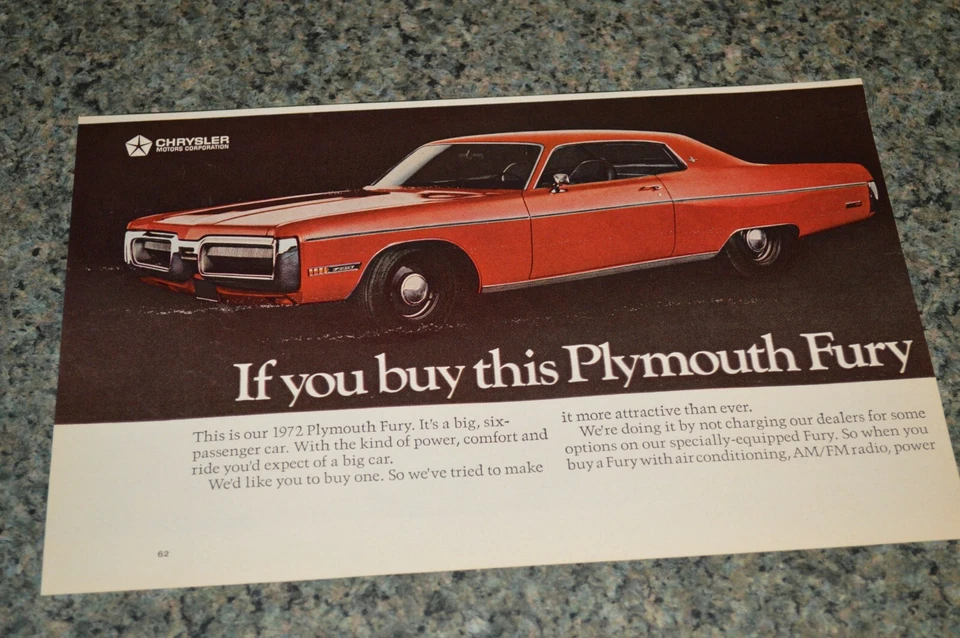 CHRYSLER
MOTORS CORPORATION
If you buy this Plymouth Fury
This is our 1972 Plymouth Fury. It's a big, six-
passenger car. With the kind of power, comfort and
ride you'd expect of a big car.
We'd like you to buy one. So we've tried to make
it more attractive than ever.
We're doing it by not charging our dealers for some
options on our specially-equipped Fury. So when you
buy a Fury with air conditioning, AM/FM radio, power
62